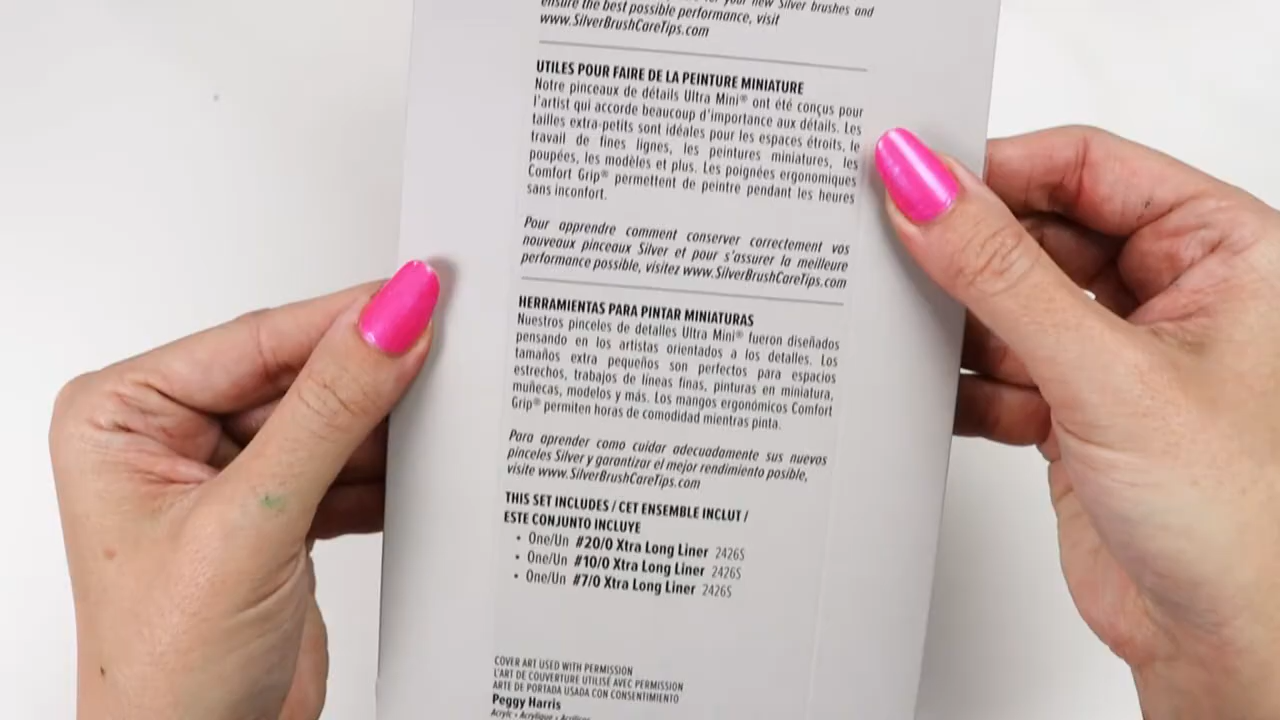 for your new Silver brushes and
ensure the best possible performance, visit
www.SilverBrushCareTips.com
UTILES POUR FAIRE DE LA PEINTURE MINIATURE
Notre pinceaux de détails Ultra Mini® ont été conçus pour
l'artist qui accorde beaucoup d'importance aux détails. Les
tailles extra-petits sont idéales pour les espaces étroits, le
travail de fines lignes, les peintures miniatures, les
poupées, les modèles et plus. Les poignées ergonomiques
Comfort Grip® permettent de peintre pendant les heures
sans inconfort.
Pour apprendre comment conserver correctement vos
nouveaux pinceaux Silver et pour s'assurer la meilleure
performance possible, visitez www.SilverBrushCareTips.com
HERRAMIENTAS PARA PINTAR MINIATURAS
Nuestros pinceles de detalles Ultra Mini® fueron diseñados
pensando en los artistas orientados a los detalles. Los
tamaños extra pequeños son perfectos para espacios
estrechos, trabajos de líneas finas, pinturas en miniatura,
muñecas, modelos y más. Los mangos ergonómicos Comfort
Grip® permiten horas de comodidad mientras pinta.
Para aprender como cuidar adecuadamente sus nuevos
pinceles Silver y garantizar el mejor rendimiento posible,
visite www.SilverBrushCareTips.com
THIS SET INCLUDES / CET ENSEMBLE INCLUT /
ESTE CONJUNTO INCLUYE
• One/Un #20/0 Xtra Long Liner 2426S
• One/Un #10/0 Xtra Long Liner 2426S
• One/Un #7/0 Xtra Long Liner 2426S
COVER ART USED WITH PERMISSION
L'ART DE COUVERTURE UTILISÉ AVEC PERMISSION
ARTE DE PORTADA USADA CON CONSENTIMIENTO
Peggy Harris
Acrylic • Acrylique •